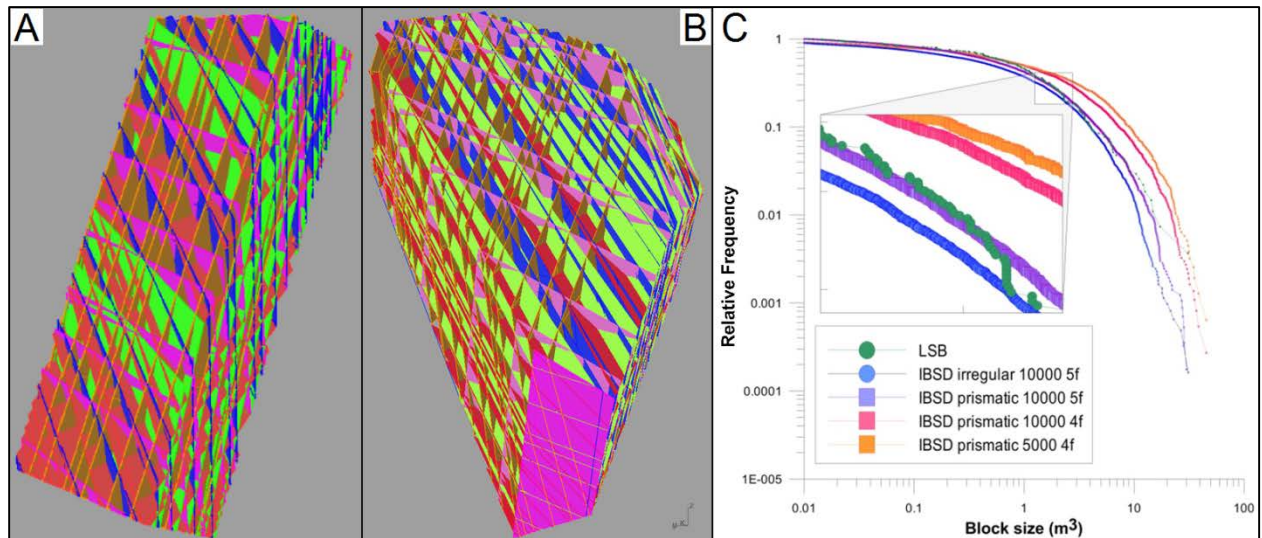 A
B
C
1
0.1
0.01
0.001
0.0001
1E-005
Relative Frequency
LSB
IBSD irregular 10000 5f
IBSD prismatic 10000 5f
IBSD prismatic 10000 4f
IBSD prismatic 5000 4f
0.01 0.1 1 10 100
Block size (m³)
z